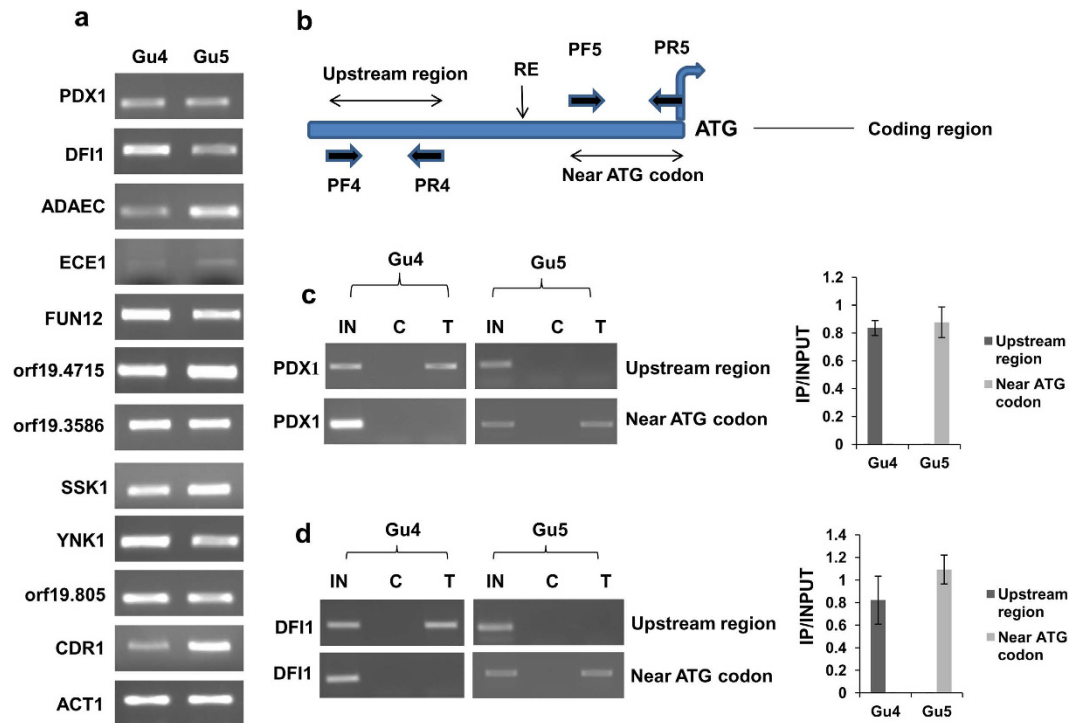 a
Gu4 Gu5
PDX1
DFI1
ADAEC
ECE1
FUN12
orf19.4715
orf19.3586
SSK1
YNK1
orf19.805
CDR1
ACT1
b
PF5 PR5
Upstream region RE
ATG Coding region
PF4 PR4 Near ATG codon
c
Gu4 Gu5
IN C T IN C T
PDX1 Upstream region
PDX1 Near ATG codon
IP/INPUT
1.2
1
0.8
0.6
0.4
0.2
0
Gu4 Gu5
Upstream
region
Near ATG
codon
d
Gu4 Gu5
IN C T IN C T
DFI1 Upstream region
DFI1 Near ATG codon
IP/INPUT
1.4
1.2
1
0.8
0.6
0.4
0.2
0
Gu4 Gu5
Upstream
region
Near ATG
codon